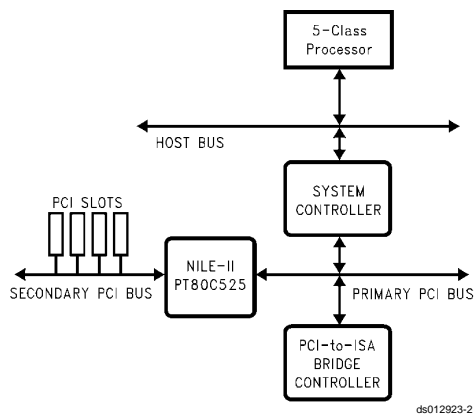 5-Class
Processor
HOST BUS
SYSTEM
CONTROLLER
PCI SLOTS
NILE-II
PT80C525
SECONDARY PCI BUS
PRIMARY PCI BUS
PCI-to-ISA
BRIDGE
CONTROLLER
ds012923-2